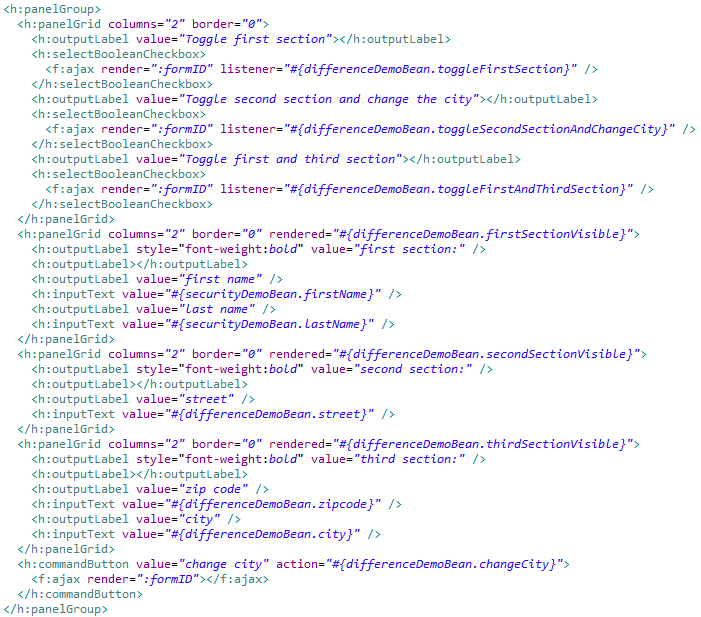 <h:panelGroup>
  <h:panelGrid columns="2" border="0">
    <h:outputLabel value="Toggle first section"></h:outputLabel>
    <h:selectBooleanCheckbox>
      <f:ajax render=":formID" listener="#{differenceDemoBean.toggleFirstSection}" />
    </h:selectBooleanCheckbox>
    <h:outputLabel value="Toggle second section and change the city"></h:outputLabel>
    <h:selectBooleanCheckbox>
      <f:ajax render=":formID" listener="#{differenceDemoBean.toggleSecondSectionAndChangeCity}" />
    </h:selectBooleanCheckbox>
    <h:outputLabel value="Toggle first and third section"></h:outputLabel>
    <h:selectBooleanCheckbox>
      <f:ajax render=":formID" listener="#{differenceDemoBean.toggleFirstAndThirdSection}" />
    </h:selectBooleanCheckbox>
  </h:panelGrid>
  <h:panelGrid columns="2" border="0" rendered="#{differenceDemoBean.firstSectionVisible}">
    <h:outputLabel style="font-weight:bold" value="first section:" />
    <h:outputLabel></h:outputLabel>
    <h:outputLabel value="first name" />
    <h:inputText value="#{securityDemoBean.firstName}" />
    <h:outputLabel value="last name" />
    <h:inputText value="#{securityDemoBean.lastName}" />
  </h:panelGrid>
  <h:panelGrid columns="2" border="0" rendered="#{differenceDemoBean.secondSectionVisible}">
    <h:outputLabel style="font-weight:bold" value="second section:" />
    <h:outputLabel></h:outputLabel>
    <h:outputLabel value="street" />
    <h:inputText value="#{differenceDemoBean.street}" />
  </h:panelGrid>
  <h:panelGrid columns="2" border="0" rendered="#{differenceDemoBean.thirdSectionVisible}">
    <h:outputLabel style="font-weight:bold" value="third section:" />
    <h:outputLabel></h:outputLabel>
    <h:outputLabel value="zip code" />
    <h:inputText value="#{differenceDemoBean.zipcode}" />
    <h:outputLabel value="city" />
    <h:inputText value="#{differenceDemoBean.city}" />
  </h:panelGrid>
  <h:commandButton value="change city" action="#{differenceDemoBean.changeCity}">
    <f:ajax render=":formID"></f:ajax>
  </h:commandButton>
</h:panelGroup>